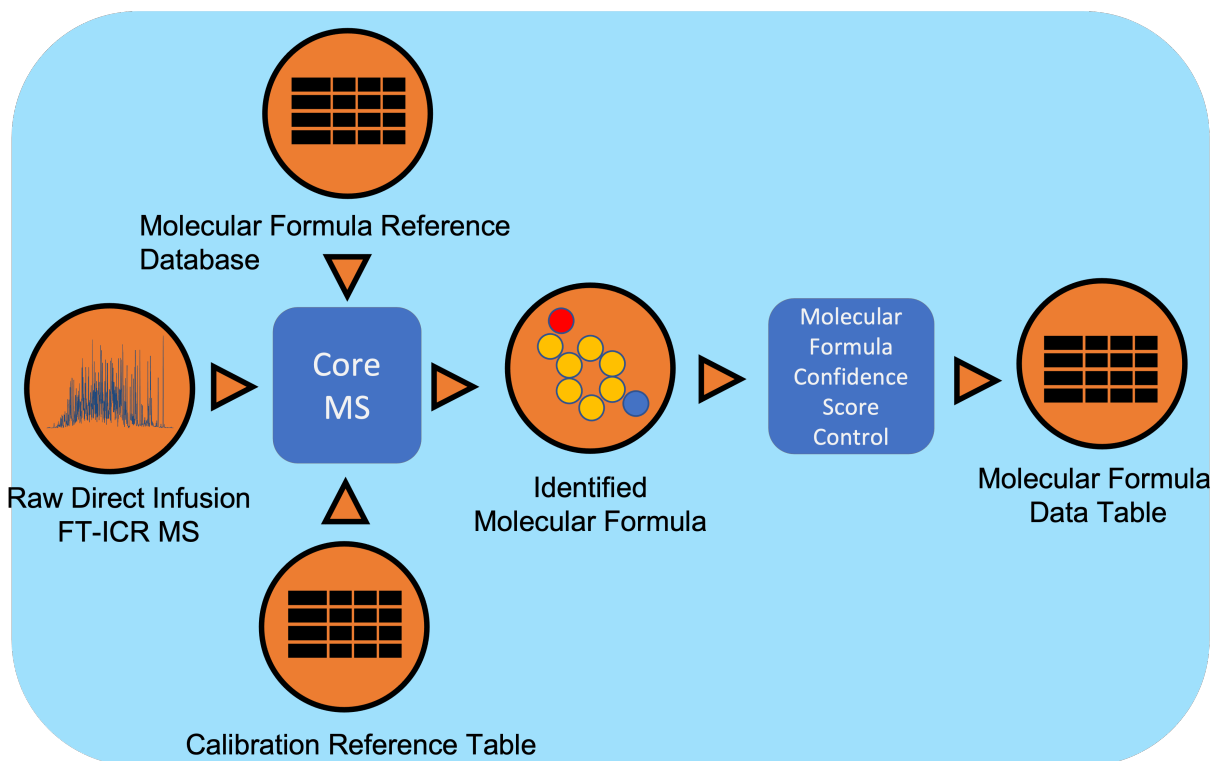 Molecular Formula Reference
Database
Core
MS
Raw Direct Infusion
FT-ICR MS
Calibration Reference Table
Identified
Molecular Formula
Molecular
Formula
Confidence
Score
Control
Molecular Formula
Data Table